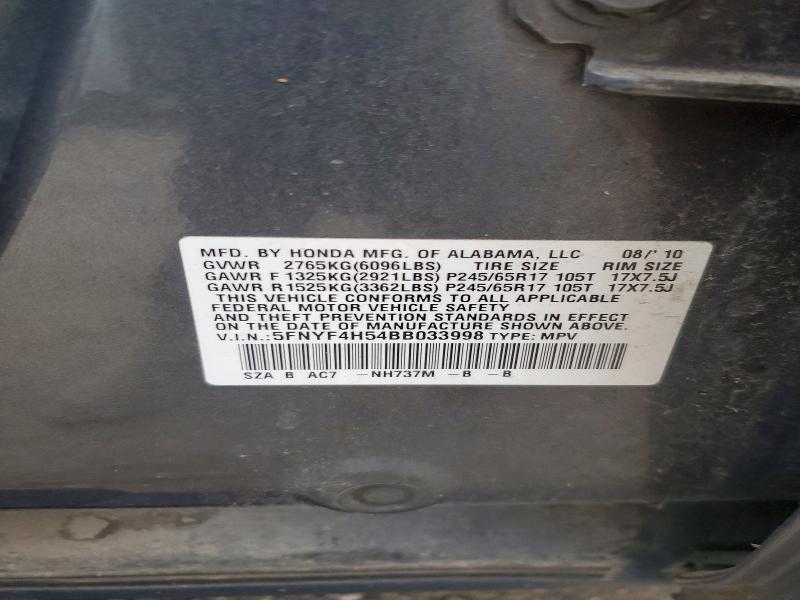 MFD. BY HONDA MFG. OF ALABAMA, LLC 08/'10
GVWR 2765KG(6096LBS) TIRE SIZE RIM SIZE
GAWR F 1325KG(2921LBS) P245/65R17 105T 17X7.5J
GAWR R1525KG(3362LBS) P245/65R17 105T 17X7.5J
THIS VEHICLE CONFORMS TO ALL APPLICABLE
FEDERAL MOTOR VEHICLE SAFETY
AND THEFT PREVENTION STANDARDS IN EFFECT
ON THE DATE OF MANUFACTURE SHOWN ABOVE.
V.I.N.: 5FNYF4H54BB033998 TYPE: MPV
SZA B AC7 -NH737M -B -B